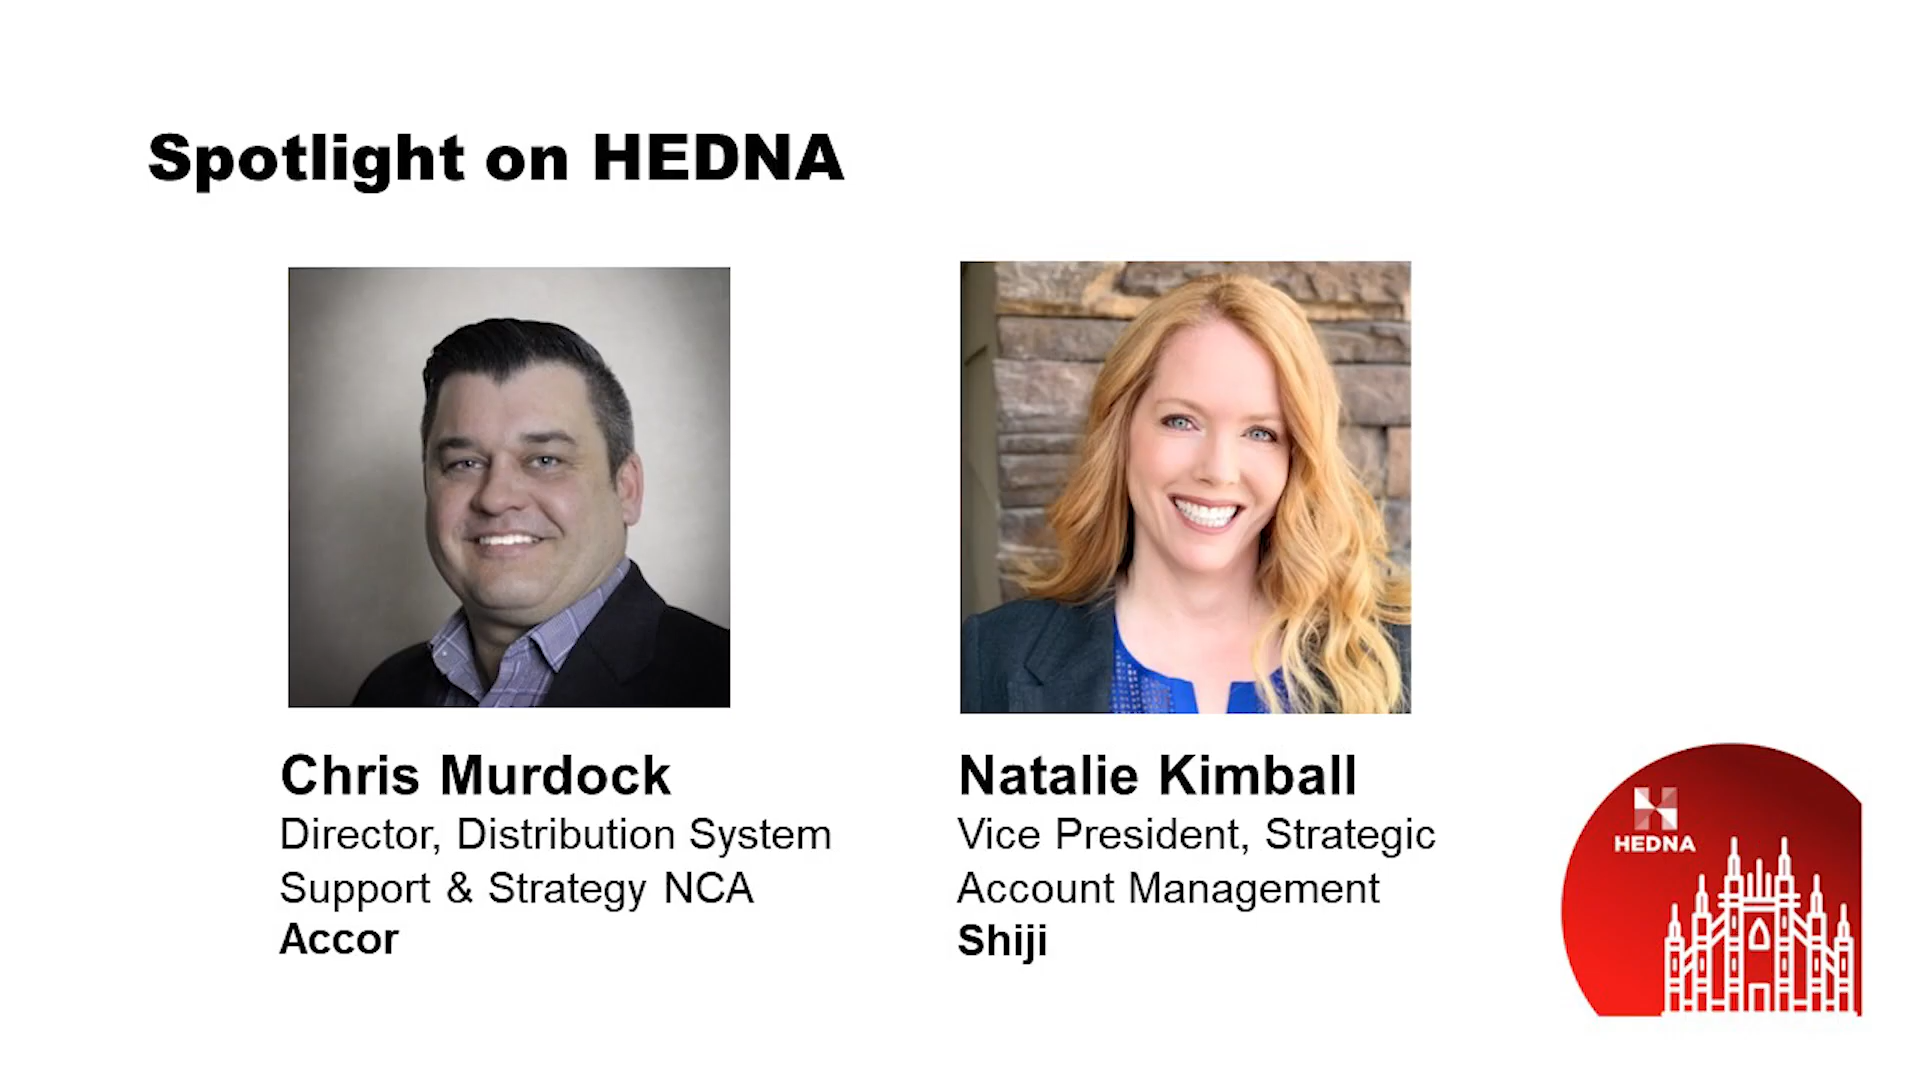 Spotlight on HEDNA
Chris Murdock
Director, Distribution System
Support & Strategy NCA
Accor
Natalie Kimball
Vice President, Strategic
Account Management
Shiji
HEDNA